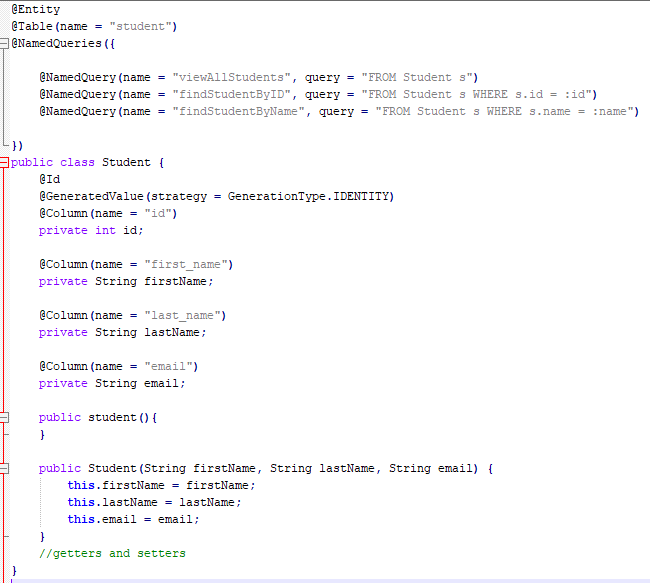 @Entity
@Table(name = "student")
@NamedQueries({
@NamedQuery(name = "viewAllStudents", query = "FROM Student s")
@NamedQuery(name = "findStudentByID", query = "FROM Student s WHERE s.id = :id")
@NamedQuery(name = "findStudentByName", query = "FROM Student s WHERE s.name = :name")
})
public class Student {
@Id
@GeneratedValue(strategy = GenerationType.IDENTITY)
@Column(name = "id")
private int id;
@Column(name = "first_name")
private String firstName;
@Column(name = "last_name")
private String lastName;
@Column(name = "email")
private String email;
public student(){
}
public Student(String firstName, String lastName, String email) {
this.firstName = firstName;
this.lastName = lastName;
this.email = email;
}
//getters and setters
}